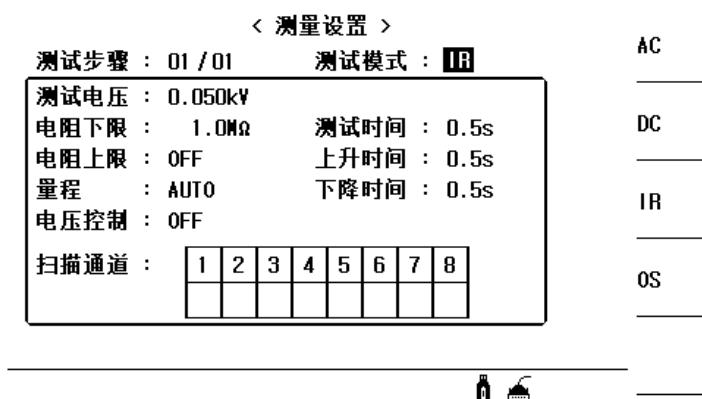 < 测量设置 >
测试步骤 : 01 / 01 测试模式 : IR
测试电压 : 0.050kV
电阻下限 : 1.0MΩ 测试时间 : 0.5s
电阻上限 : OFF 上升时间 : 0.5s
量程 : AUTO 下降时间 : 0.5s
电压控制 : OFF
扫描通道 : 1 2 3 4 5 6 7 8
AC
DC
IR
OS